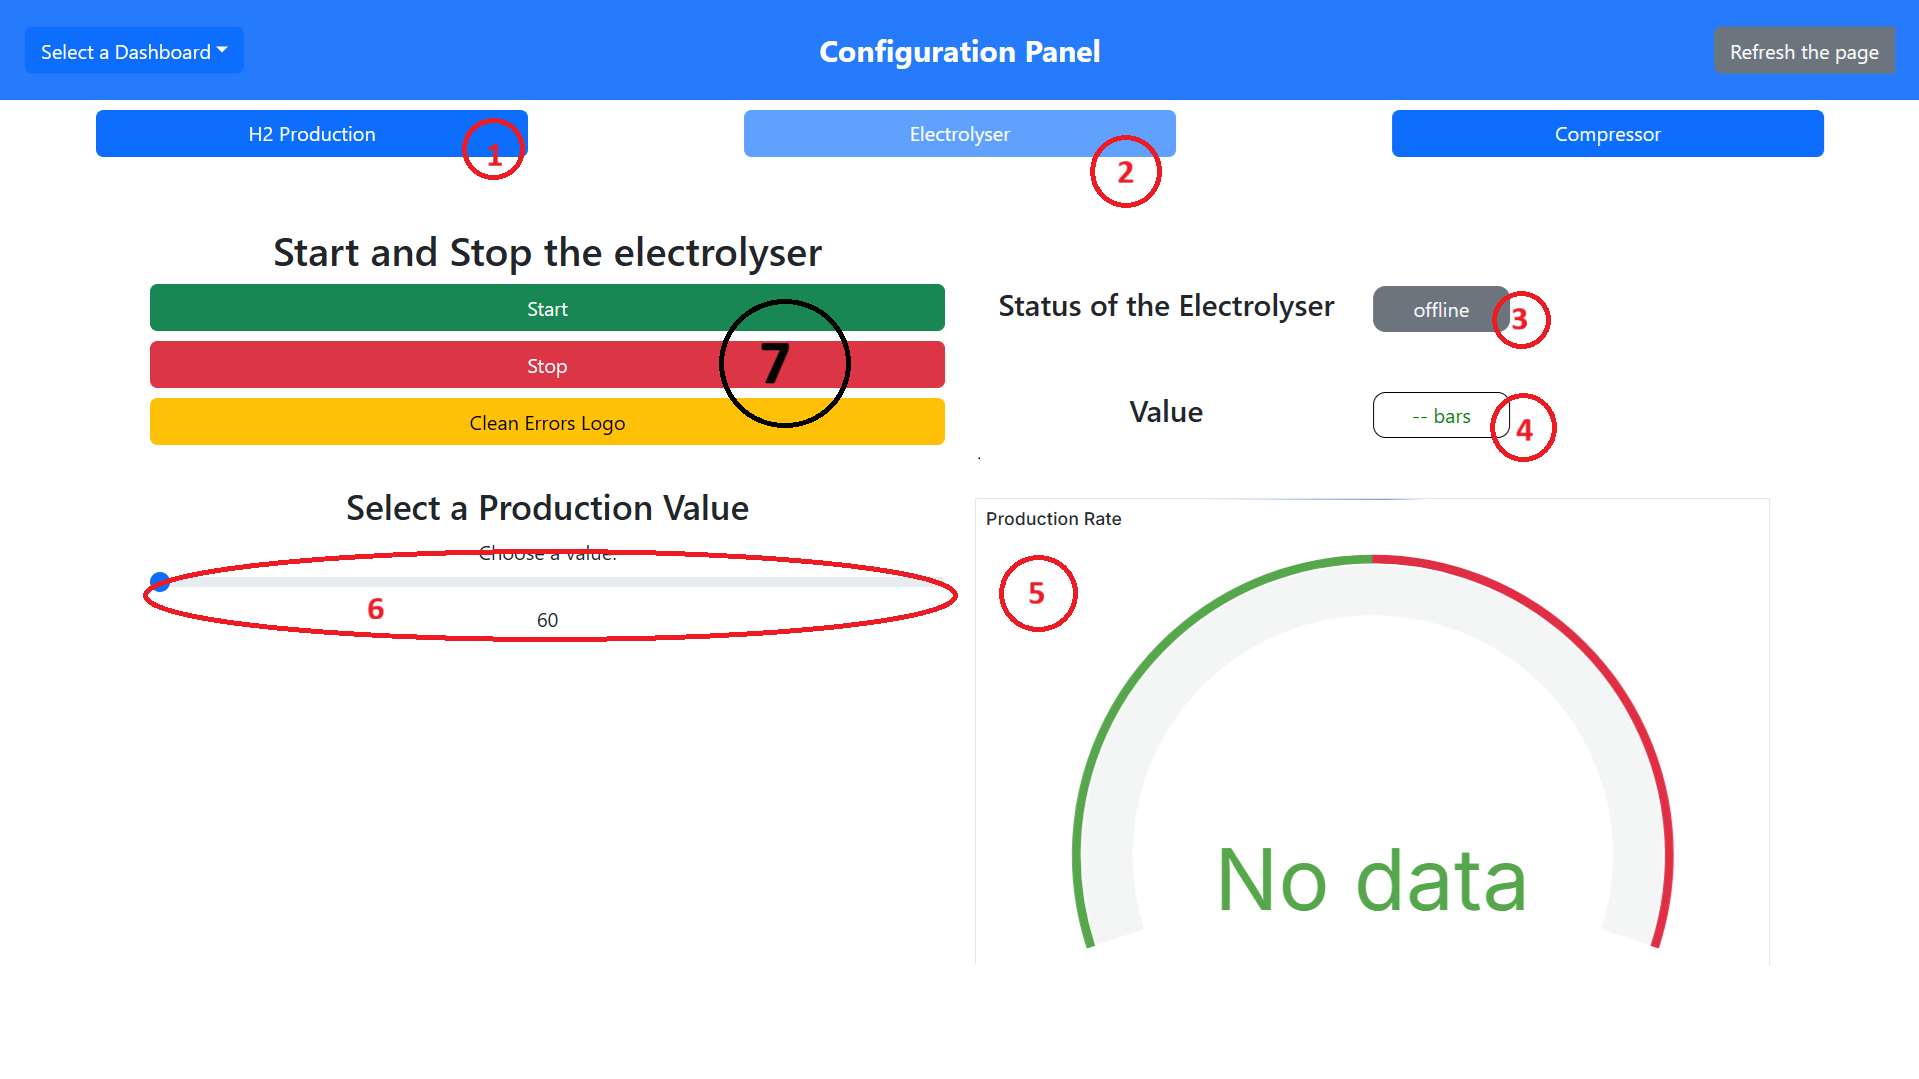 Select a Dashboard
Configuration Panel
Refresh the page
H2 Production
1
Electrolyser
2
Compressor
Start and Stop the electrolyser
Start
Stop
7
Clean Errors Logo
Status of the Electrolyser
offline
3
Value
-- bars
4
.
Select a Production Value
Choose a value:
6
60
Production Rate
5
No data